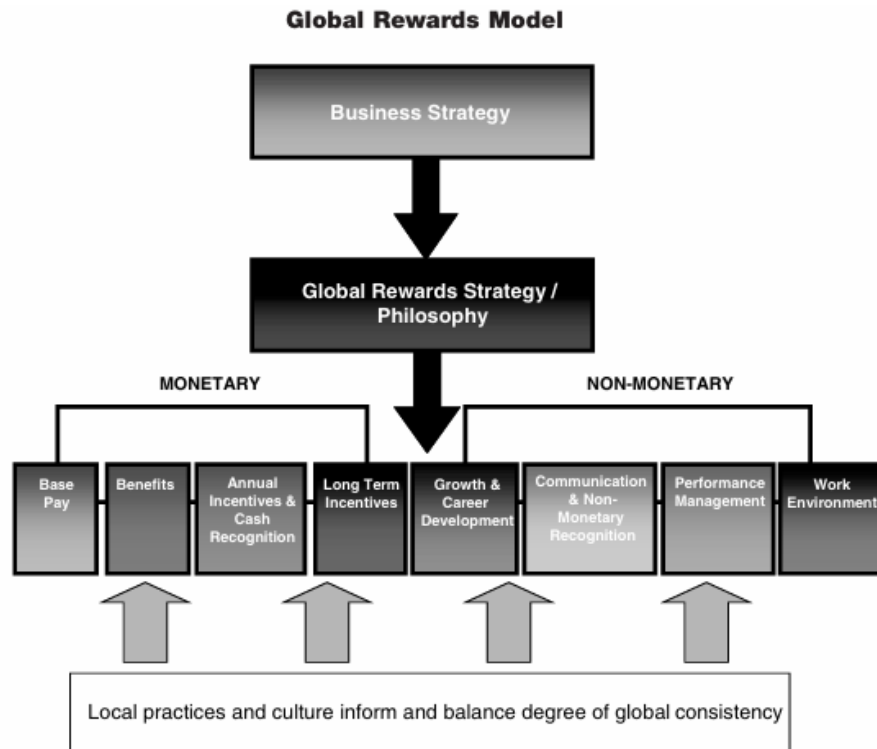 Global Rewards Model
Business Strategy
Global Rewards Strategy /
Philosophy
MONETARY
NON-MONETARY
Base
Pay
Benefits
Annual
Incentives &
Cash
Recognition
Long Term
Incentives
Growth &
Career
Development
Communication
& Non-
Monetary
Recognition
Performance
Management
Work
Environment
Local practices and culture inform and balance degree of global consistency